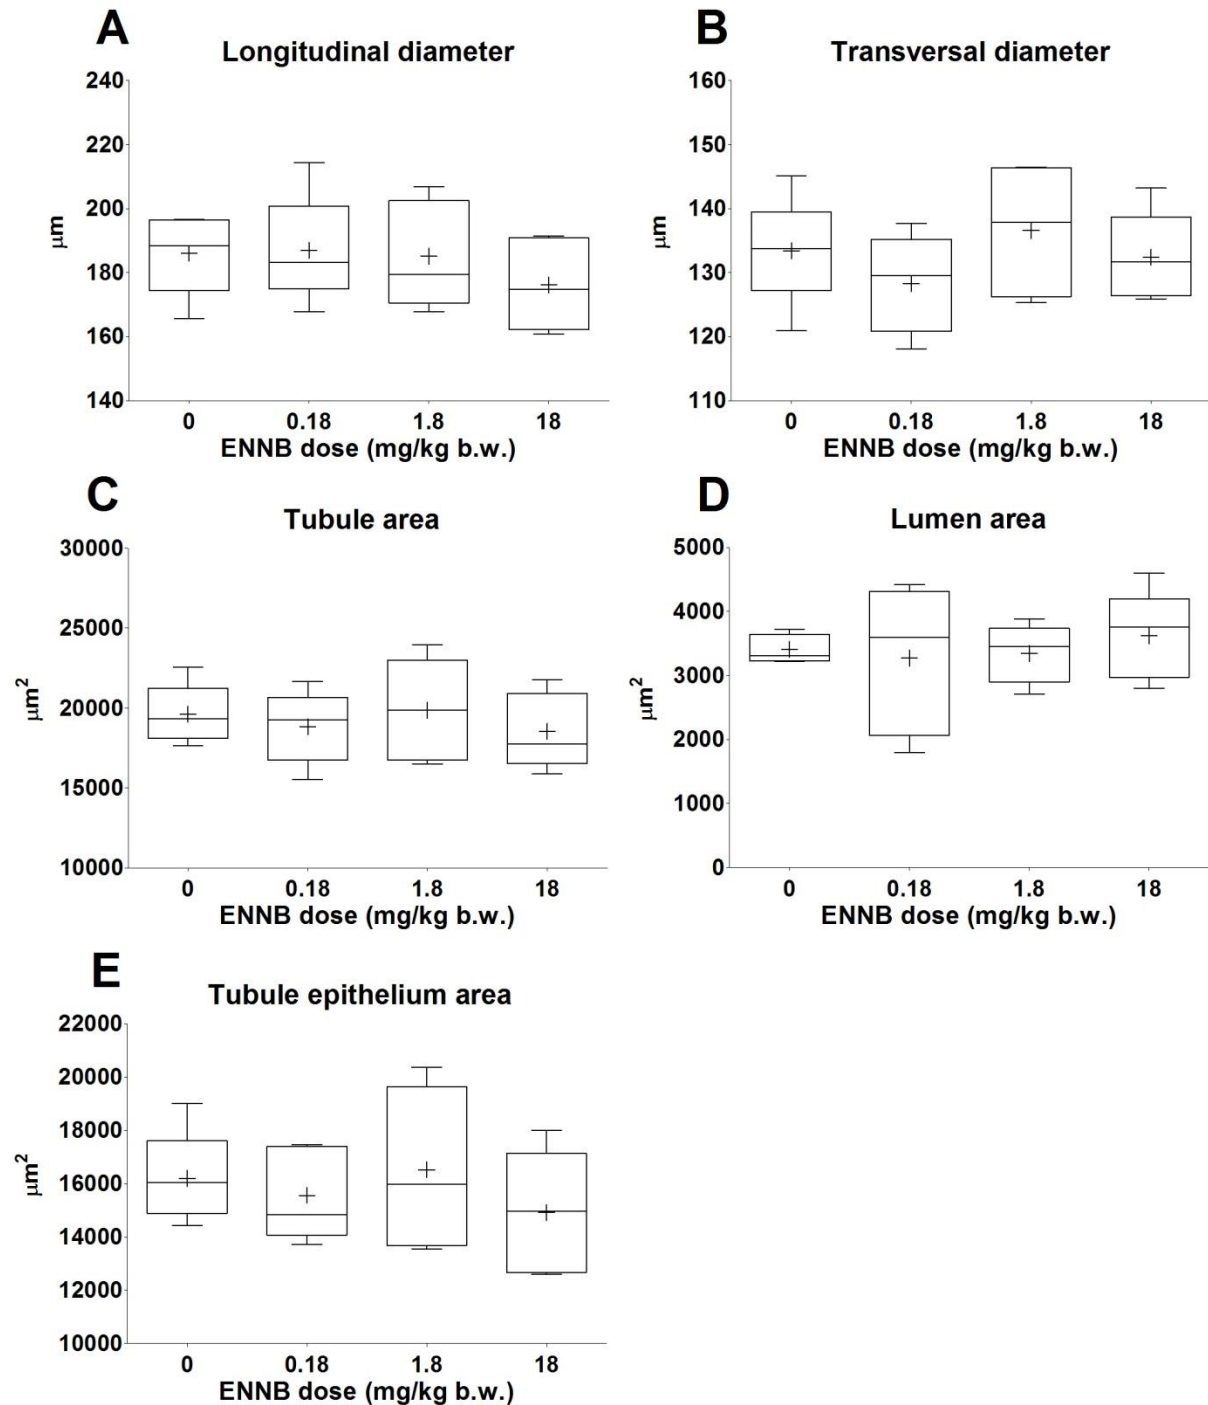 A
Longitudinal diameter
240
220
200
180
160
140
μm
0 0.18 1.8 18
ENNB dose (mg/kg b.w.)
B
Transversal diameter
160
150
140
130
120
110
μm
0 0.18 1.8 18
ENNB dose (mg/kg b.w.)
C
Tubule area
30000
25000
20000
15000
10000
μm²
0 0.18 1.8 18
ENNB dose (mg/kg b.w.)
D
Lumen area
5000
4000
3000
2000
1000
0
μm²
0 0.18 1.8 18
ENNB dose (mg/kg b.w.)
E
Tubule epithelium area
22000
20000
18000
16000
14000
12000
10000
μm²
0 0.18 1.8 18
ENNB dose (mg/kg b.w.)